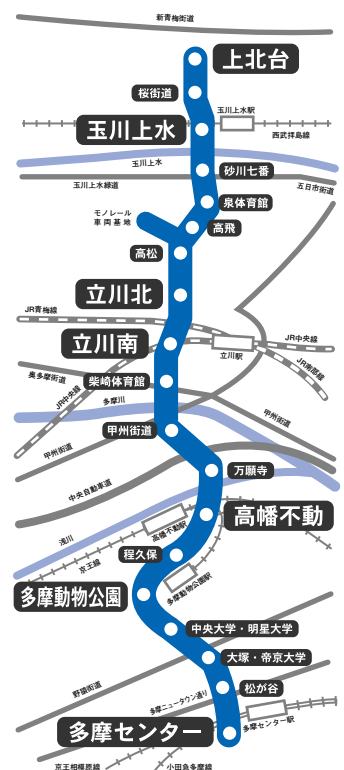 新青梅街道
上北台
桜街道
玉川上水駅
玉川上水
西武拝島線
玉川上水
玉川上水緑道
砂川七番
五日市街道
泉体育館
モノレール
車両基地
高飛
高松
立川北
JR青梅線
立川南
立川駅
JR中央線
JR南部線
奥多摩街道
柴崎体育館
JR中央線
多摩川
甲州街道
甲州街道
甲州街道
万願寺
中央自動車道
高幡不動
高幡不動駅
浅川
程久保
京王線
多摩動物公園駅
多摩動物公園
中央大学・明星大学
大塚・帝京大学
野猿街道
松が谷
多摩ニュータウン通り
多摩センター
多摩センター駅
京王相模原線
小田急多摩線